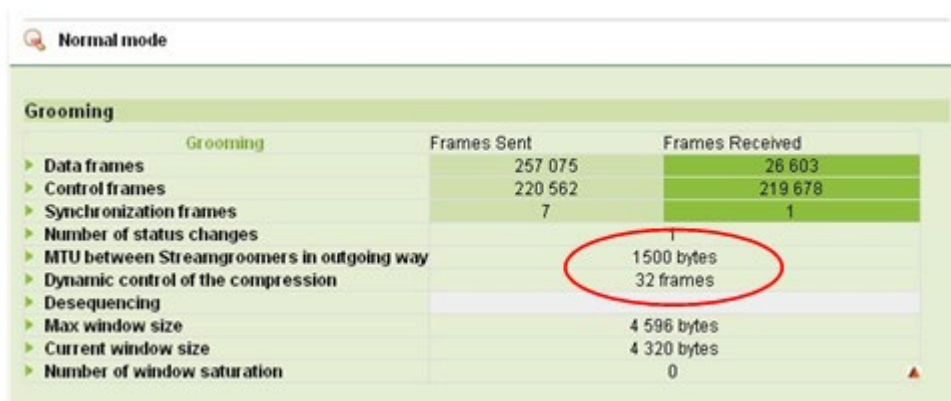 Normal mode
Grooming
Grooming Frames Sent Frames Received
Data frames 257 075 26 603
Control frames 220 562 219 678
Synchronization frames 7 1
Number of status changes 1
MTU between Streamgroomers in outgoing way 1500 bytes
Dynamic control of the compression 32 frames
Desequencing
Max window size 4 596 bytes
Current window size 4 320 bytes
Number of window saturation 0